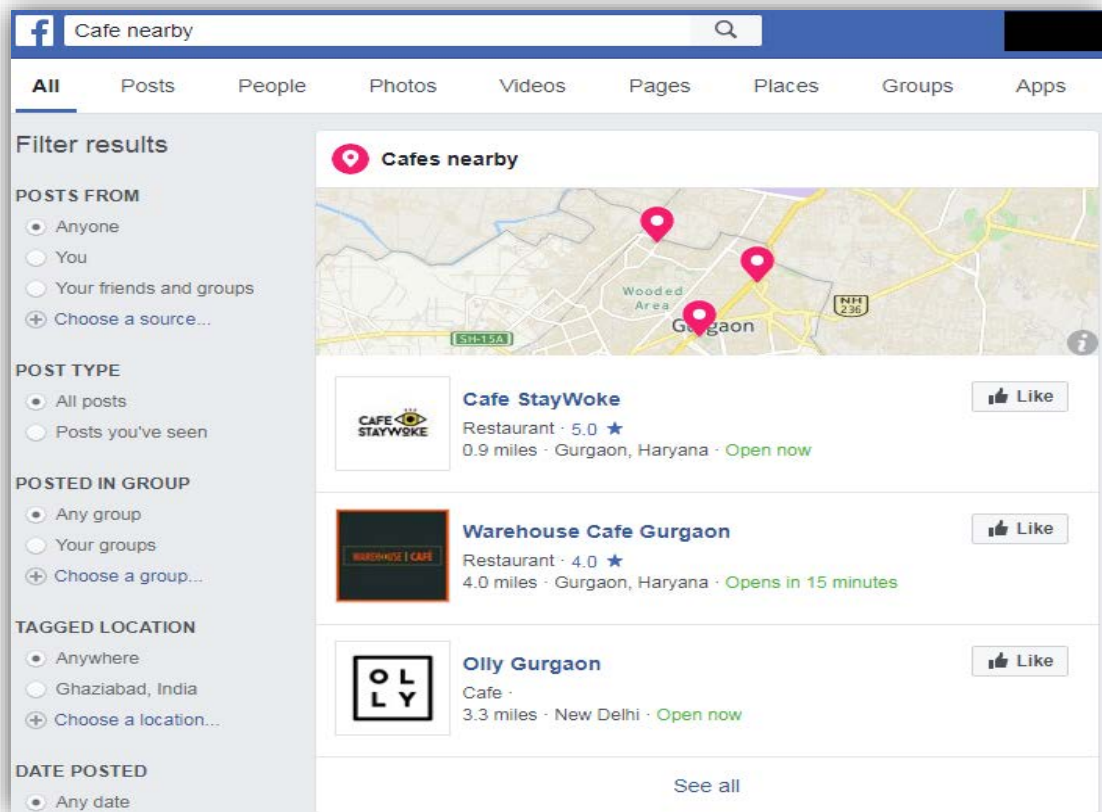 f
Cafe nearby
All Posts People Photos Videos Pages Places Groups Apps
Filter results
POSTS FROM
Anyone
You
Your friends and groups
Choose a source...
POST TYPE
All posts
Posts you've seen
POSTED IN GROUP
Any group
Your groups
Choose a group...
TAGGED LOCATION
Anywhere
Ghaziabad, India
Choose a location...
DATE POSTED
Any date
Cafes nearby
Wooded
Area
NH
236
Gurgaon
SH-15A
i
CAFE
STAYWOKE
Cafe StayWoke
Like
Restaurant · 5.0 ★
0.9 miles · Gurgaon, Haryana · Open now
WAREHOUSE | CAFÉ
Warehouse Cafe Gurgaon
Like
Restaurant · 4.0 ★
4.0 miles · Gurgaon, Haryana · Opens in 15 minutes
OL
LY
Olly Gurgaon
Like
Cafe ·
3.3 miles · New Delhi · Open now
See all